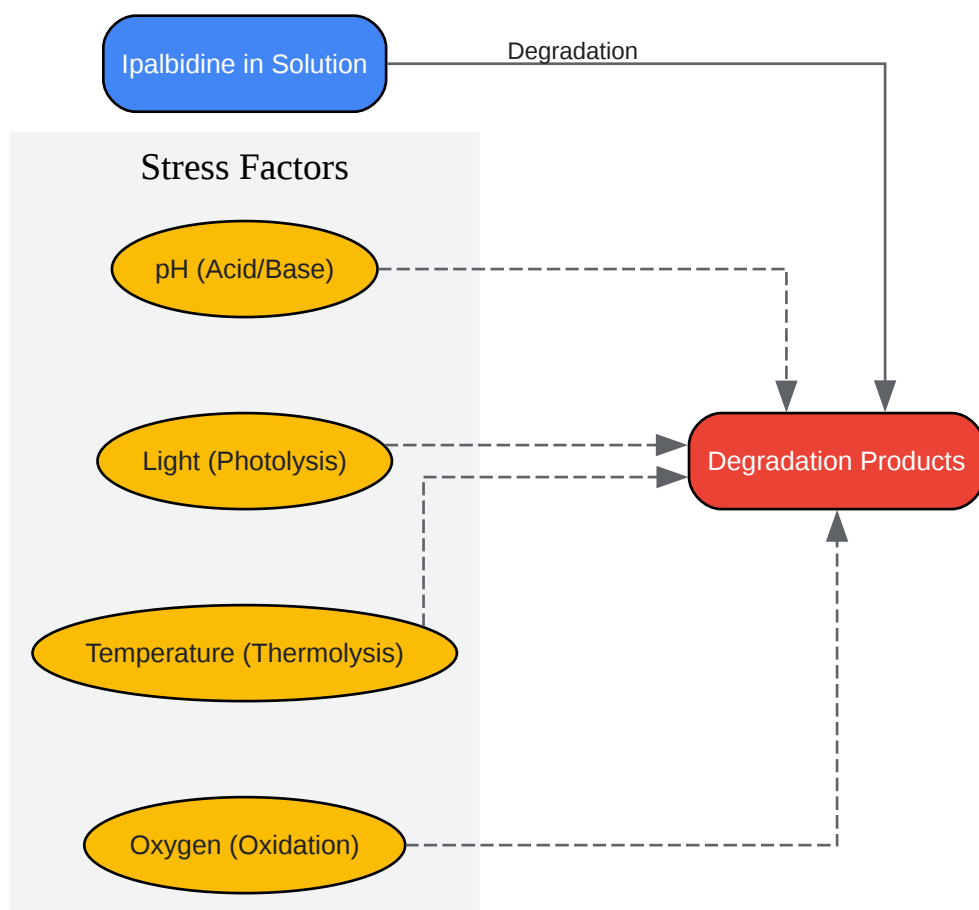 Ipalbidine in Solution
Degradation
Stress Factors
pH (Acid/Base)
Light (Photolysis)
Degradation Products
Temperature (Thermolysis)
Oxygen (Oxidation)